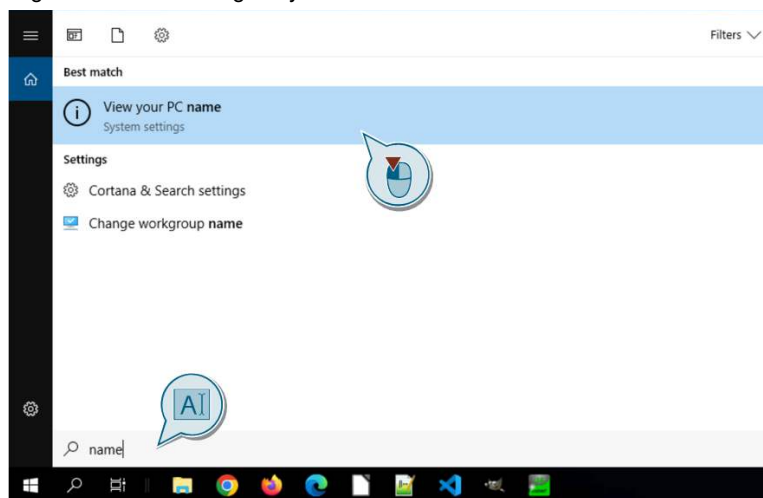 Filters
Best match
View your PC name
System settings
Settings
Cortana & Search settings
Change workgroup name
A
name